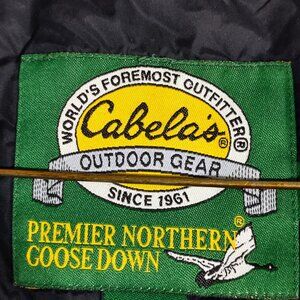 WORLD'S FOREMOST OUTFITTER®
Cabela's®
OUTDOOR GEAR
SINCE 1961
PREMIER NORTHERN®
GOOSE DOWN